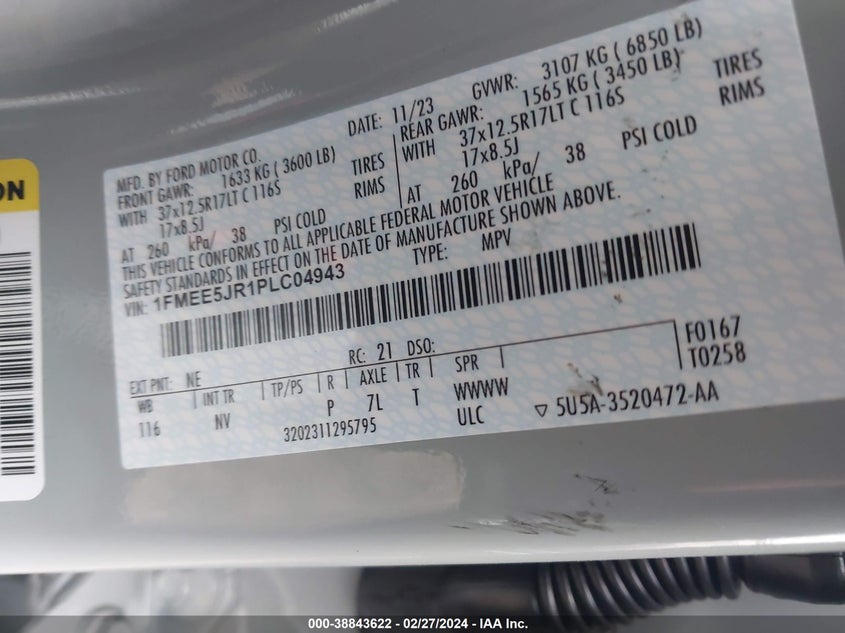 ON
MFD. BY FORD MOTOR CO.
DATE: 11/23 GVWR: 3107 KG ( 6850 LB)
FRONT GAWR: 1633 KG ( 3600 LB)
WITH 37x12.5R17LT C 116S TIRES
17x8.5J RIMS
AT 260 kPa/ 38 PSI COLD
REAR GAWR: 1565 KG ( 3450 LB)
WITH 37x12.5R17LT C 116S TIRES
17x8.5J RIMS
AT 260 kPa/ 38 PSI COLD
THIS VEHICLE CONFORMS TO ALL APPLICABLE FEDERAL MOTOR VEHICLE
SAFETY STANDARDS IN EFFECT ON THE DATE OF MANUFACTURE SHOWN ABOVE.
VIN: 1FMEE5JR1PLC04943 TYPE: MPV
EXT PNT: NE RC: 21 DSO: F0167
WB INT TR TP/PS R AXLE TR SPR T0258
116 NV P 7L T WWWW
3202311295795 ULC 5U5A-3520472-AA
000-38843622 - 02/27/2024 - IAA Inc.